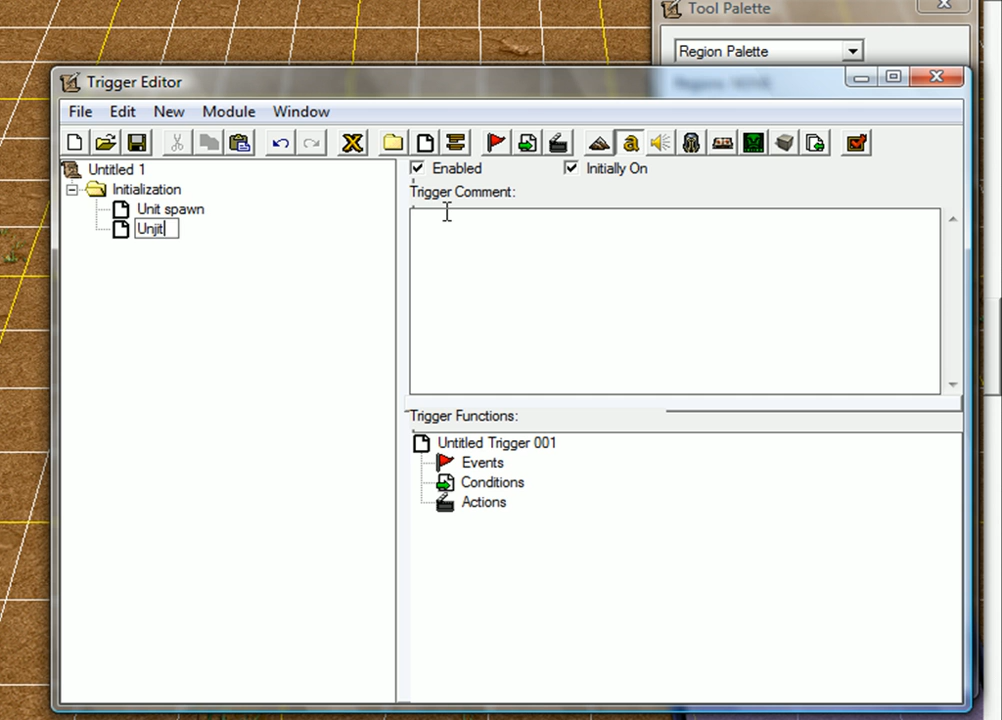 Tool Palette
Region Palette
Trigger Editor
File Edit New Module Window
a
Untitled 1
Enabled Initially On
Initialization
Trigger Comment:
Unit spawn
Unjit
Trigger Functions:
Untitled Trigger 001
Events
Conditions
Actions